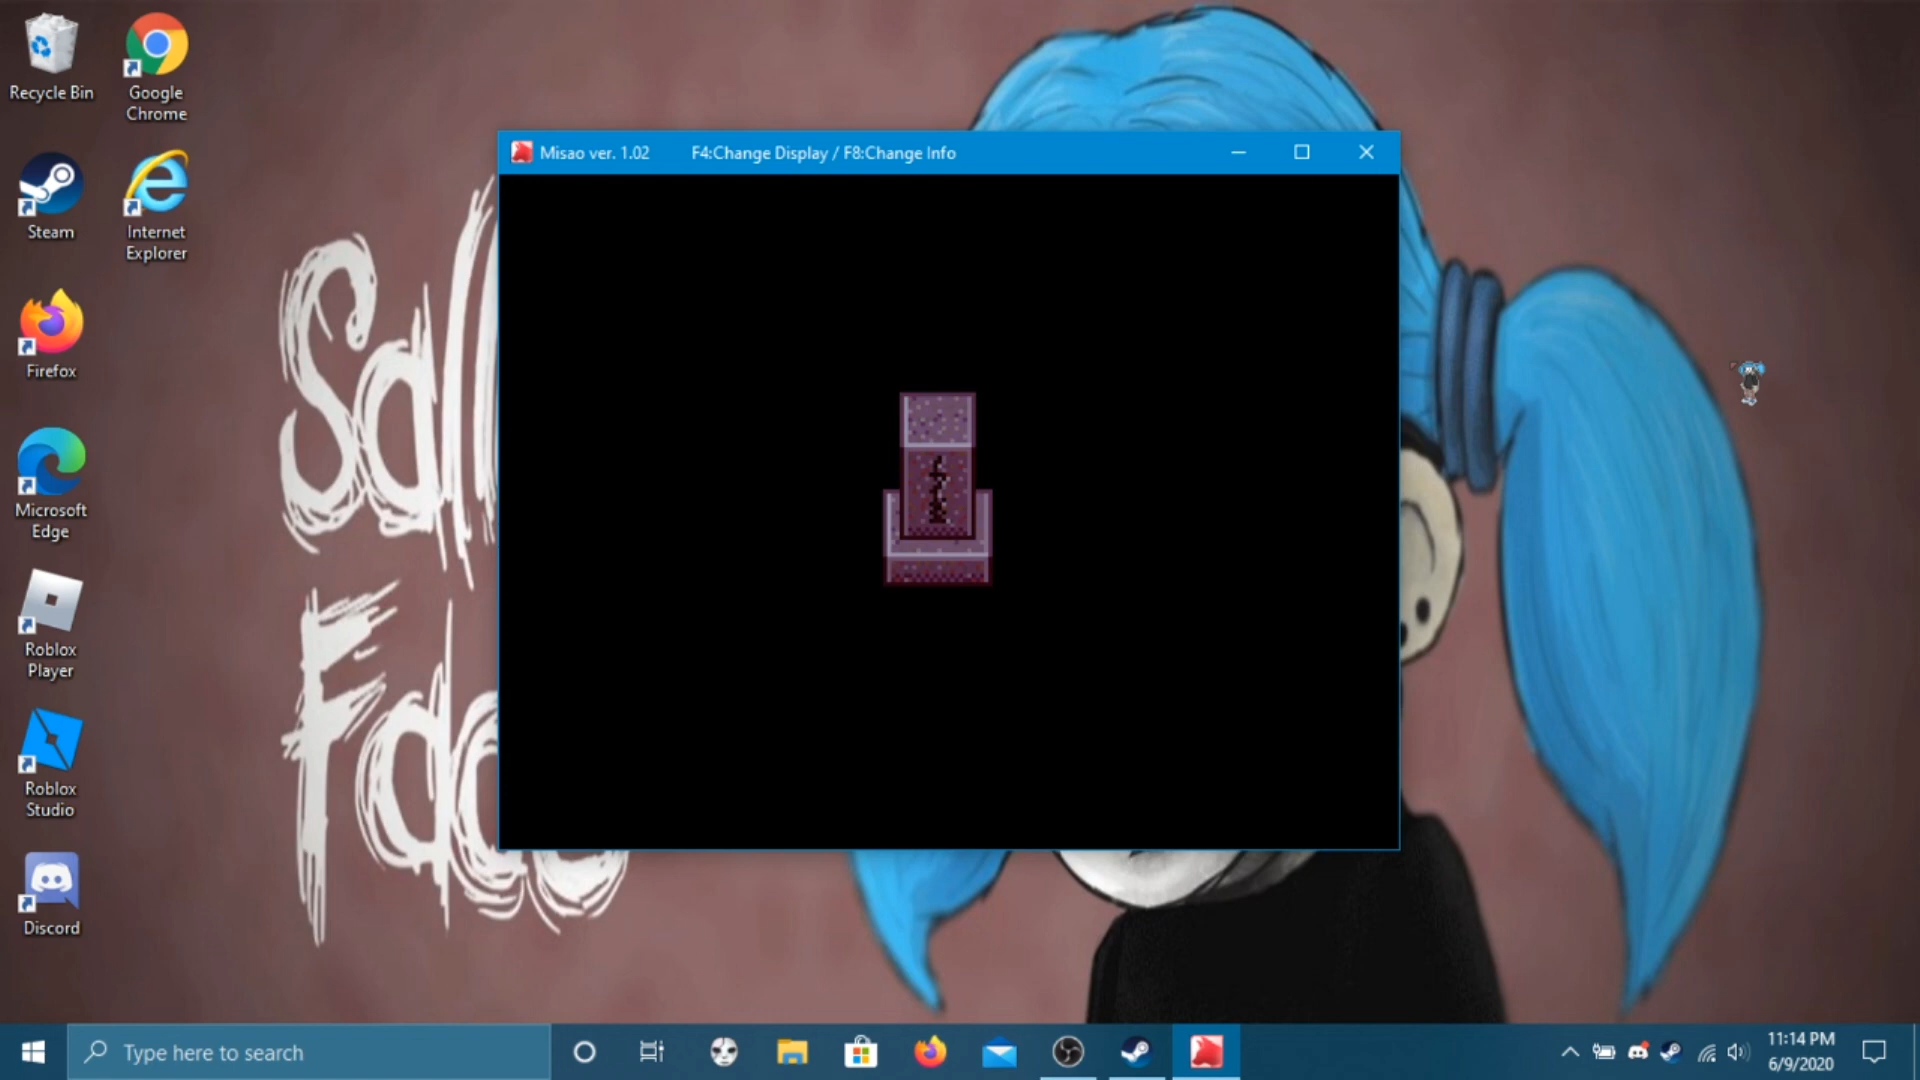 Recycle Bin
Google
Chrome
Steam
Internet
Explorer
Firefox
Microsoft
Edge
Roblox
Player
Roblox
Studio
Discord
Misao ver. 1.02
F4:Change Display / F8:Change Info
Type here to search
11:14 PM
6/9/2020